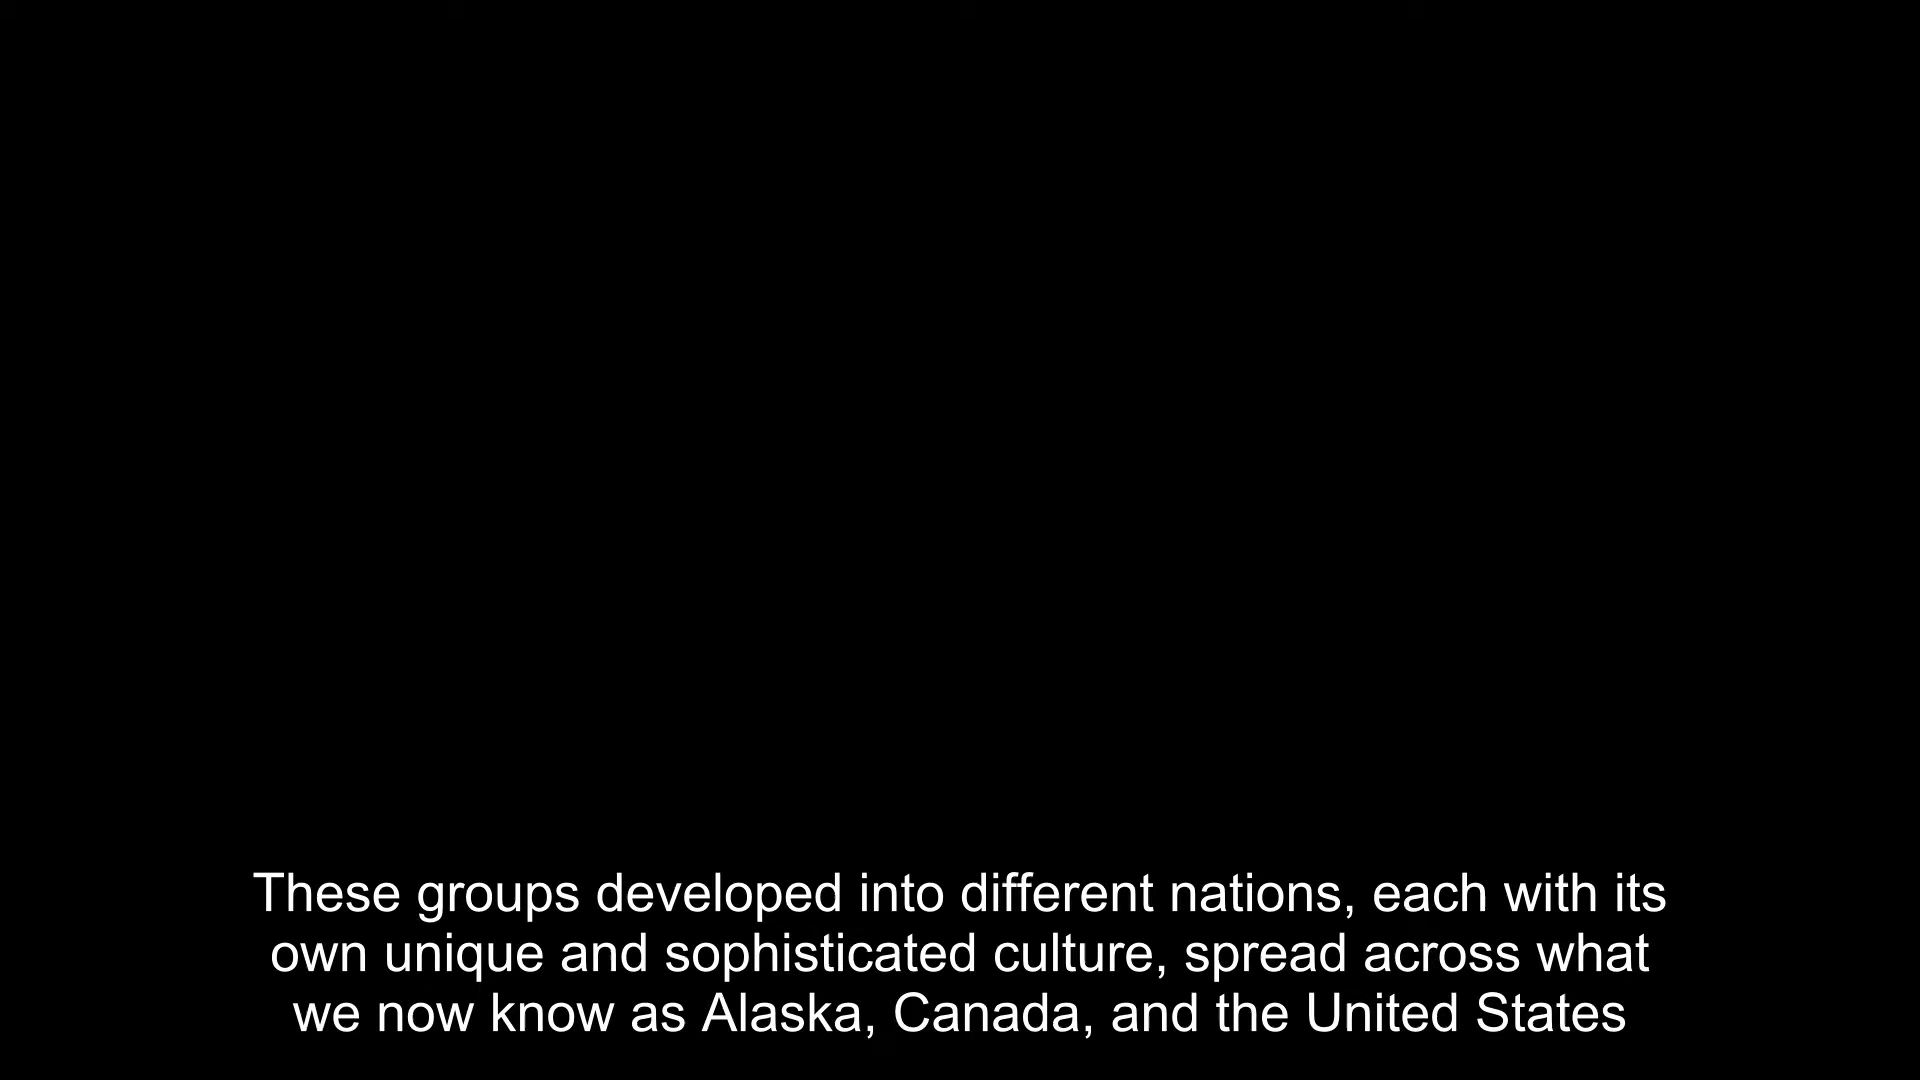 These groups developed into different nations, each with its
own unique and sophisticated culture, spread across what
we now know as Alaska, Canada, and the United States